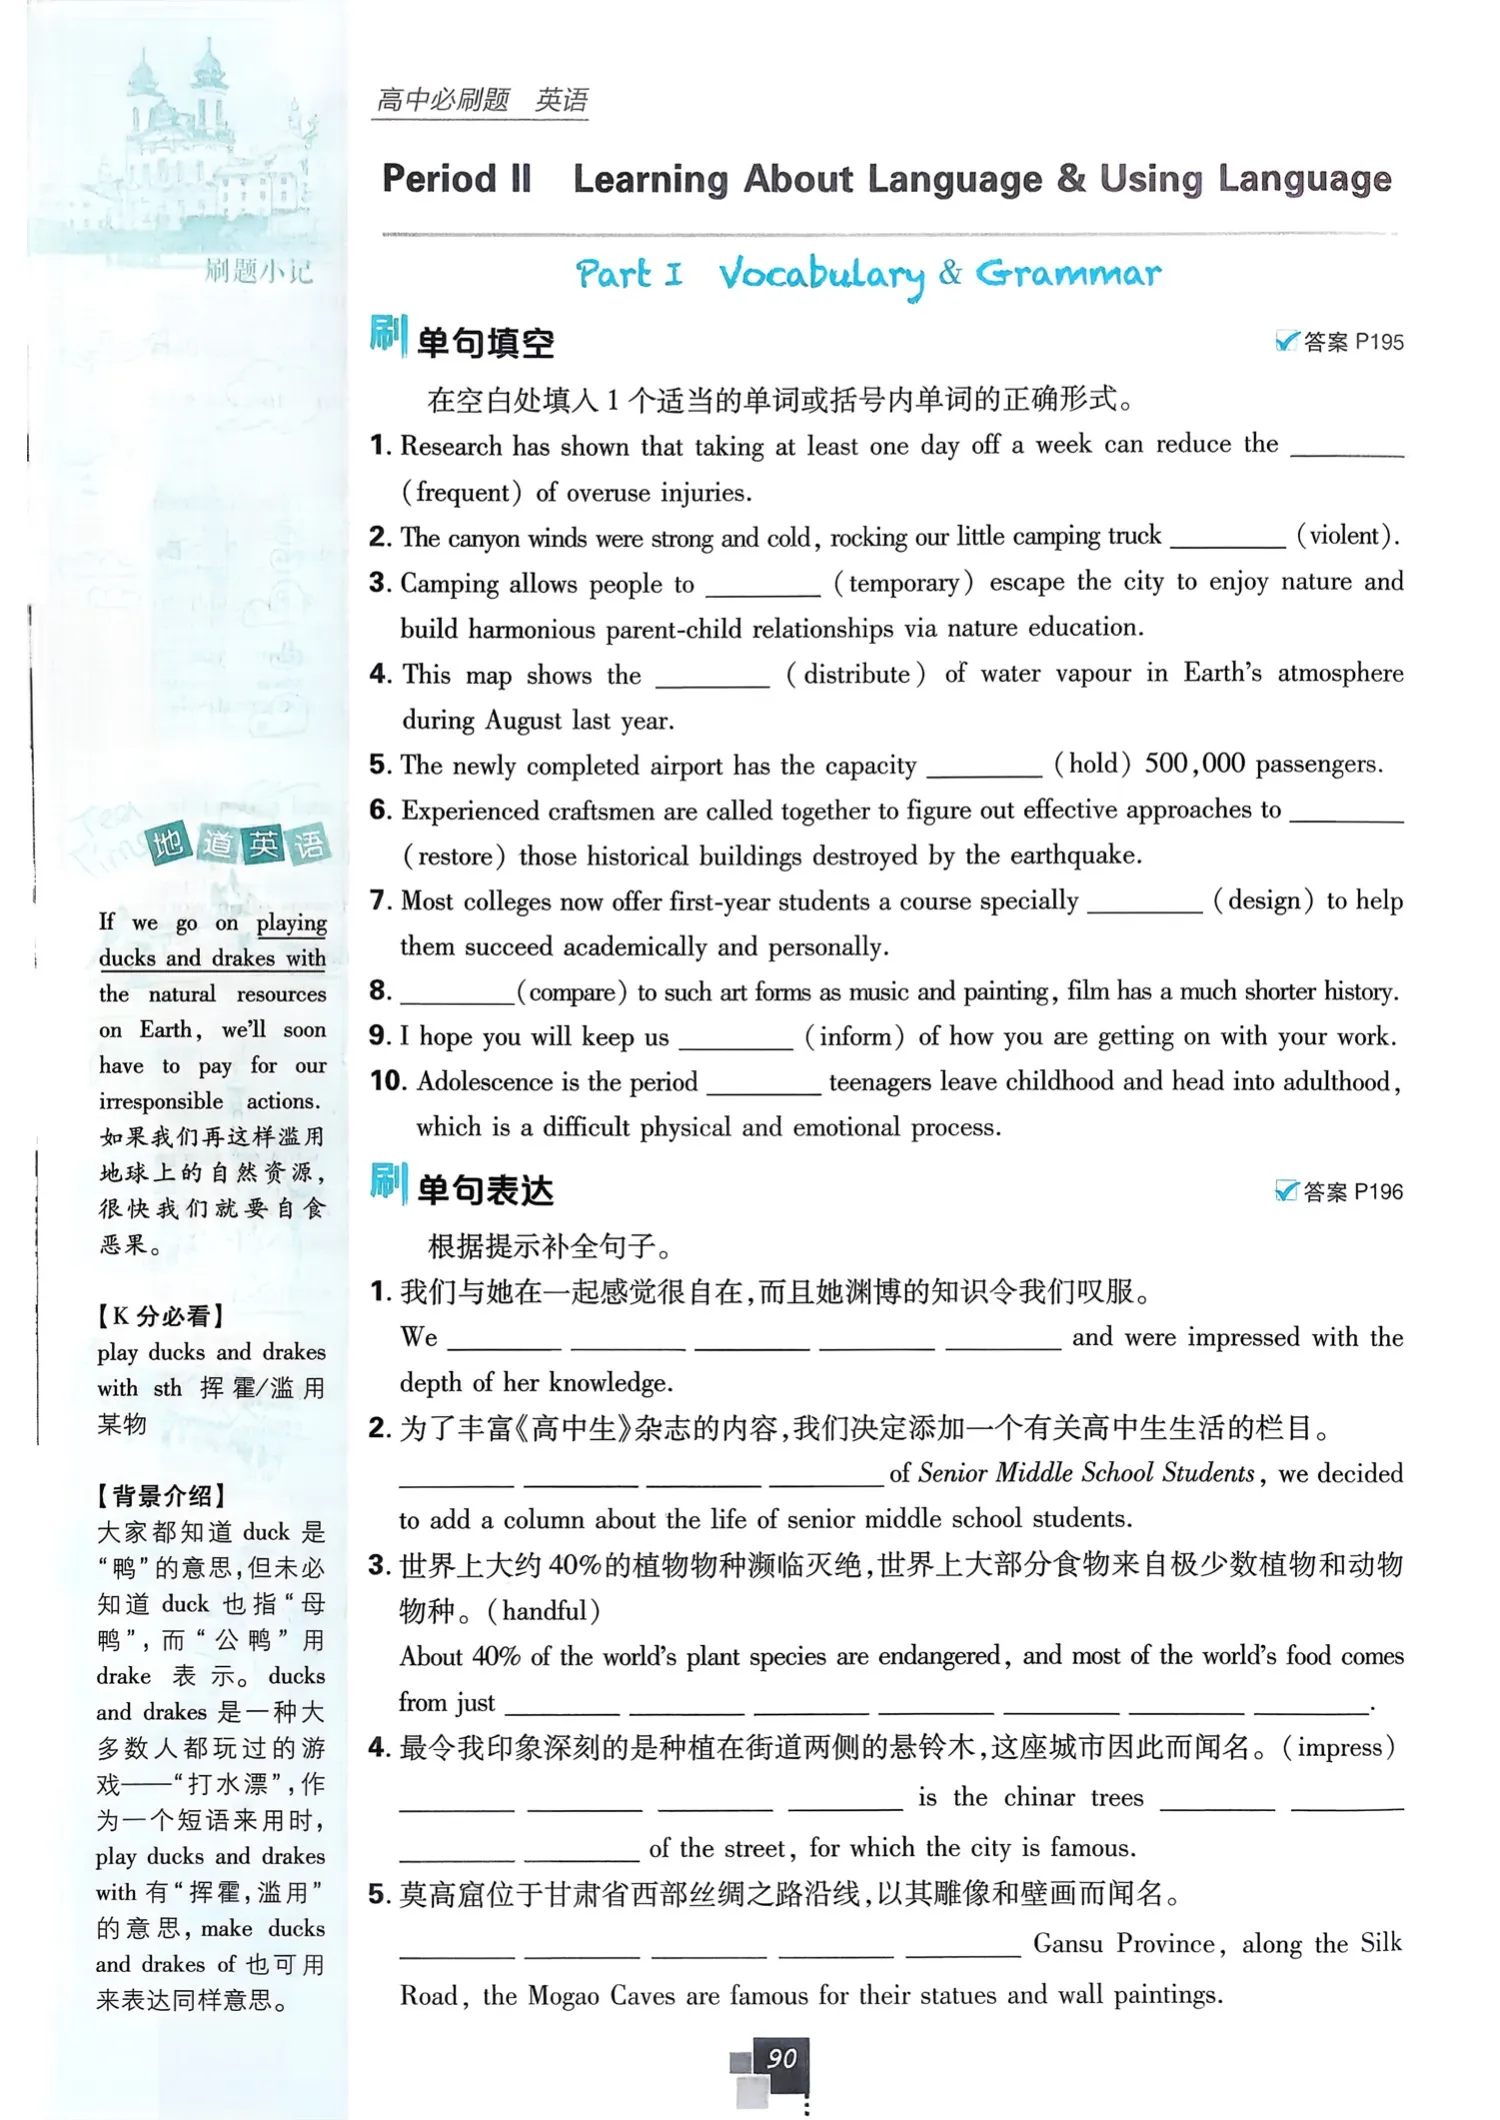 高中必刷题 英语
Period II Learning About Language & Using Language
Part I Vocabulary & Grammar
刷题小记
刷 单句填空
答案 P195
在空白处填入 1 个适当的单词或括号内单词的正确形式。
1. Research has shown that taking at least one day off a week can reduce the ________
(frequent) of overuse injuries.
2. The canyon winds were strong and cold, rocking our little camping truck ________ (violent).
3. Camping allows people to ________ (temporary) escape the city to enjoy nature and
build harmonious parent-child relationships via nature education.
4. This map shows the ________ (distribute) of water vapour in Earth's atmosphere
during August last year.
5. The newly completed airport has the capacity ________ (hold) 500,000 passengers.
6. Experienced craftsmen are called together to figure out effective approaches to ________
(restore) those historical buildings destroyed by the earthquake.
7. Most colleges now offer first-year students a course specially ________ (design) to help
them succeed academically and personally.
8. ________ (compare) to such art forms as music and painting, film has a much shorter history.
9. I hope you will keep us ________ (inform) of how you are getting on with your work.
10. Adolescence is the period ________ teenagers leave childhood and head into adulthood,
which is a difficult physical and emotional process.
刷 单句表达
答案 P196
根据提示补全句子。
1. 我们与她在一起感觉很自在,而且她渊博的知识令我们叹服。
We ________ ________ ________ ________ ________ and were impressed with the
depth of her knowledge.
2. 为了丰富《高中生》杂志的内容,我们决定添加一个有关高中生生活的栏目。
________ ________ ________ ________ of Senior Middle School Students, we decided
to add a column about the life of senior middle school students.
3. 世界上大约 40%的植物物种濒临灭绝,世界上大部分食物来自极少数植物和动物
物种。(handful)
About 40% of the world's plant species are endangered, and most of the world's food comes
from just ________ ________ ________ ________ ________ ________ ________.
4. 最令我印象深刻的是种植在街道两侧的悬铃木,这座城市因此而闻名。(impress)
________ ________ ________ ________ is the chinar trees ________ ________
________ ________ of the street, for which the city is famous.
5. 莫高窟位于甘肃省西部丝绸之路沿线,以其雕像和壁画而闻名。
________ ________ ________ ________ ________ Gansu Province, along the Silk
Road, the Mogao Caves are famous for their statues and wall paintings.
地道英语
If we go on playing
ducks and drakes with
the natural resources
on Earth, we'll soon
have to pay for our
irresponsible actions.
如果我们再这样滥用
地球上的自然资源,
很快我们就要自食
恶果。
【K 分必看】
play ducks and drakes
with sth 挥霍/滥用
某物
【背景介绍】
大家都知道 duck 是
“鸭”的意思,但未必
知道 duck 也指“母
鸭”,而“公鸭”用
drake 表示。ducks
and drakes 是一种大
多数人都玩过的游
戏——“打水漂”,作
为一个短语来用时,
play ducks and drakes
with 有“挥霍,滥用”
的意思,make ducks
and drakes of 也可用
来表达同样意思。
90